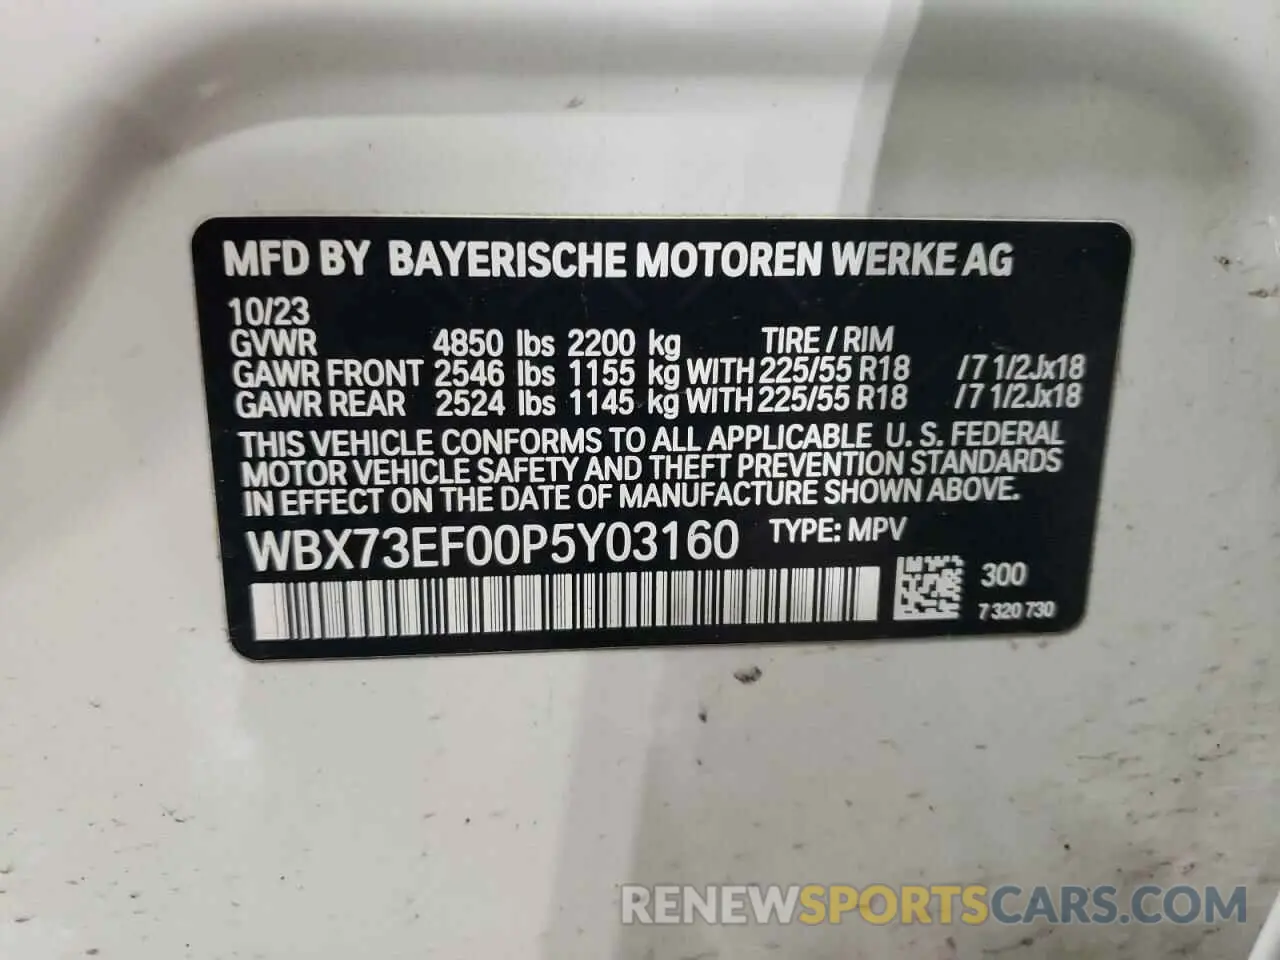 MFD BY BAYERISCHE MOTOREN WERKE AG
10/23
GVWR 4850 lbs 2200 kg TIRE / RIM
GAWR FRONT 2546 lbs 1155 kg WITH 225/55 R18 /7 1/2Jx18
GAWR REAR 2524 lbs 1145 kg WITH 225/55 R18 /7 1/2Jx18
THIS VEHICLE CONFORMS TO ALL APPLICABLE U. S. FEDERAL
MOTOR VEHICLE SAFETY AND THEFT PREVENTION STANDARDS
IN EFFECT ON THE DATE OF MANUFACTURE SHOWN ABOVE.
WBX73EF00P5Y03160 TYPE: MPV
300
7 320 730
RENEWSPORTSCARS.COM